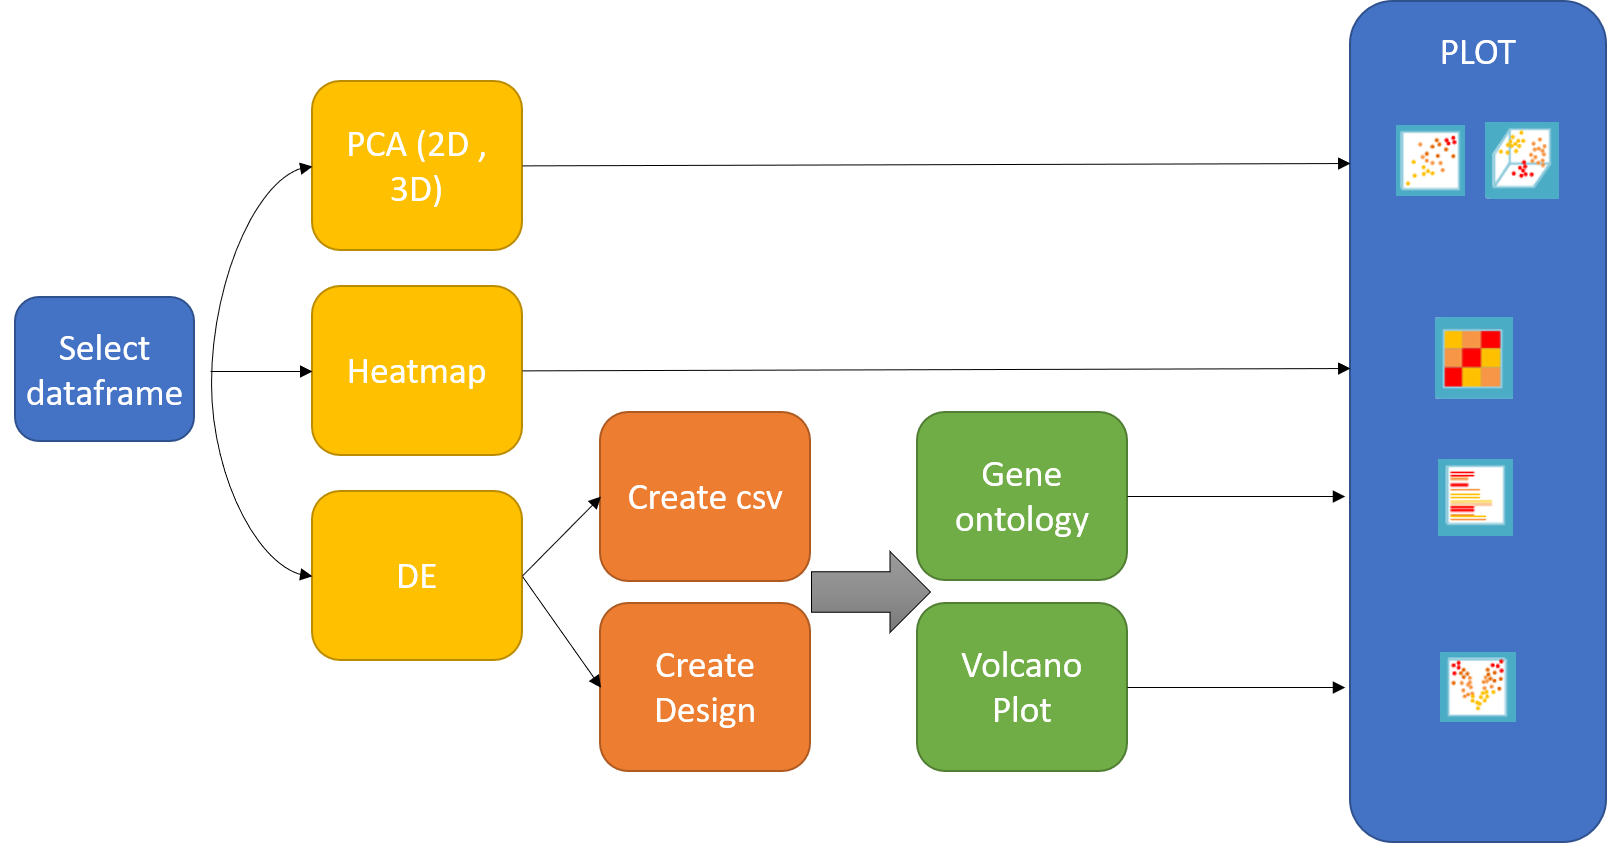 PLOT
PCA (2D ,
3D)
Select
dataframe
Heatmap
DE
Create csv
Create
Design
Gene
ontology
Volcano
Plot